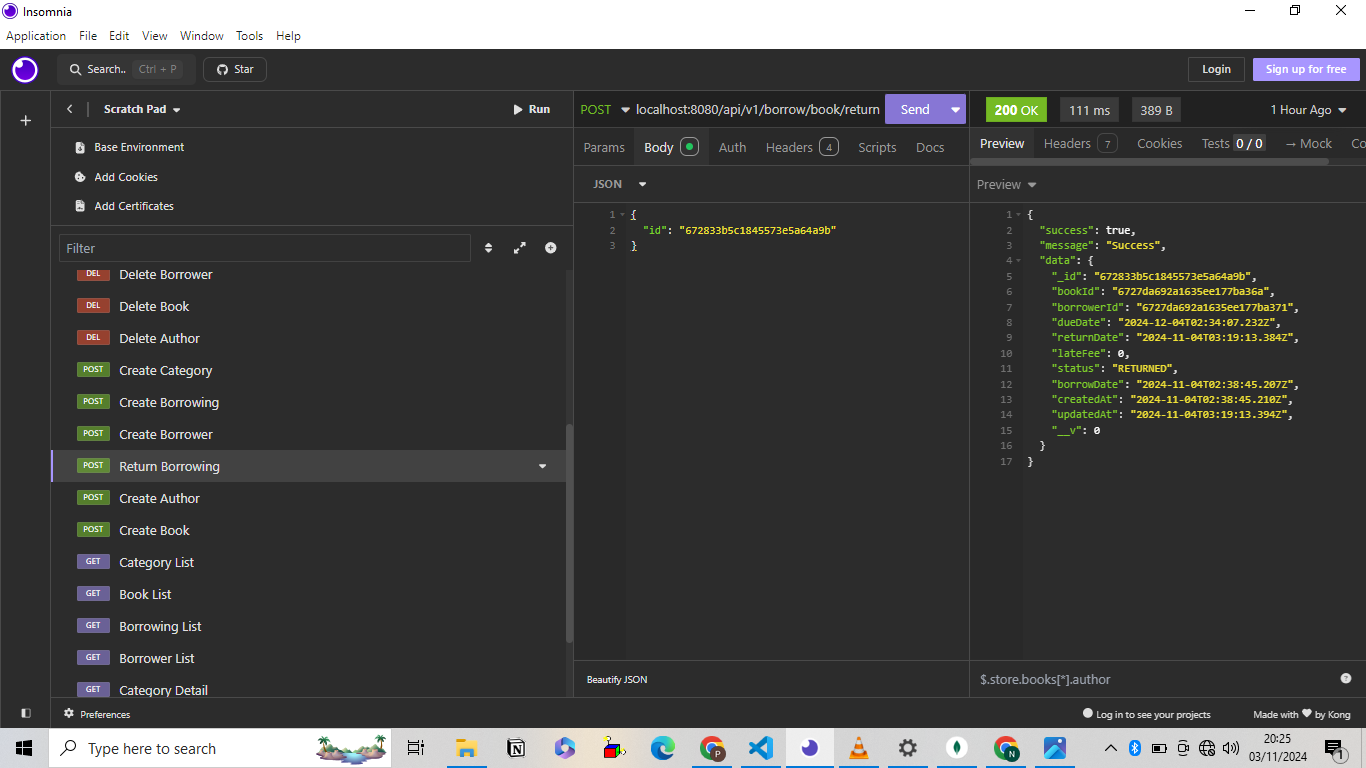 Insomnia
Application File Edit View Window Tools Help
Search.. Ctrl + P Star Login Sign up for free
Scratch Pad Run
Base Environment
Add Cookies
Add Certificates
Filter
DEL Delete Borrower
DEL Delete Book
DEL Delete Author
POST Create Category
POST Create Borrowing
POST Create Borrower
POST Return Borrowing
POST Create Author
POST Create Book
GET Category List
GET Book List
GET Borrowing List
GET Borrower List
GET Category Detail
POST localhost:8080/api/v1/borrow/book/return Send
Params Body Auth Headers 4 Scripts Docs
JSON
1 {
2 "id": "672833b5c1845573e5a64a9b"
3 }
Beautify JSON
200 OK 111 ms 389 B 1 Hour Ago
Preview Headers 7 Cookies Tests 0 / 0 → Mock Co
Preview
1 {
2 "success": true,
3 "message": "Success",
4 "data": {
5 "_id": "672833b5c1845573e5a64a9b",
6 "bookId": "6727da692a1635ee177ba36a",
7 "borrowerId": "6727da692a1635ee177ba371",
8 "dueDate": "2024-12-04T02:34:07.232Z",
9 "returnDate": "2024-11-04T03:19:13.384Z",
10 "lateFee": 0,
11 "status": "RETURNED",
12 "borrowDate": "2024-11-04T02:38:45.207Z",
13 "createdAt": "2024-11-04T02:38:45.210Z",
14 "updatedAt": "2024-11-04T03:19:13.394Z",
15 "__v": 0
16 }
17 }
$.store.books[*].author
Preferences Log in to see your projects Made with by Kong
Type here to search
P N
20:25
03/11/2024
1